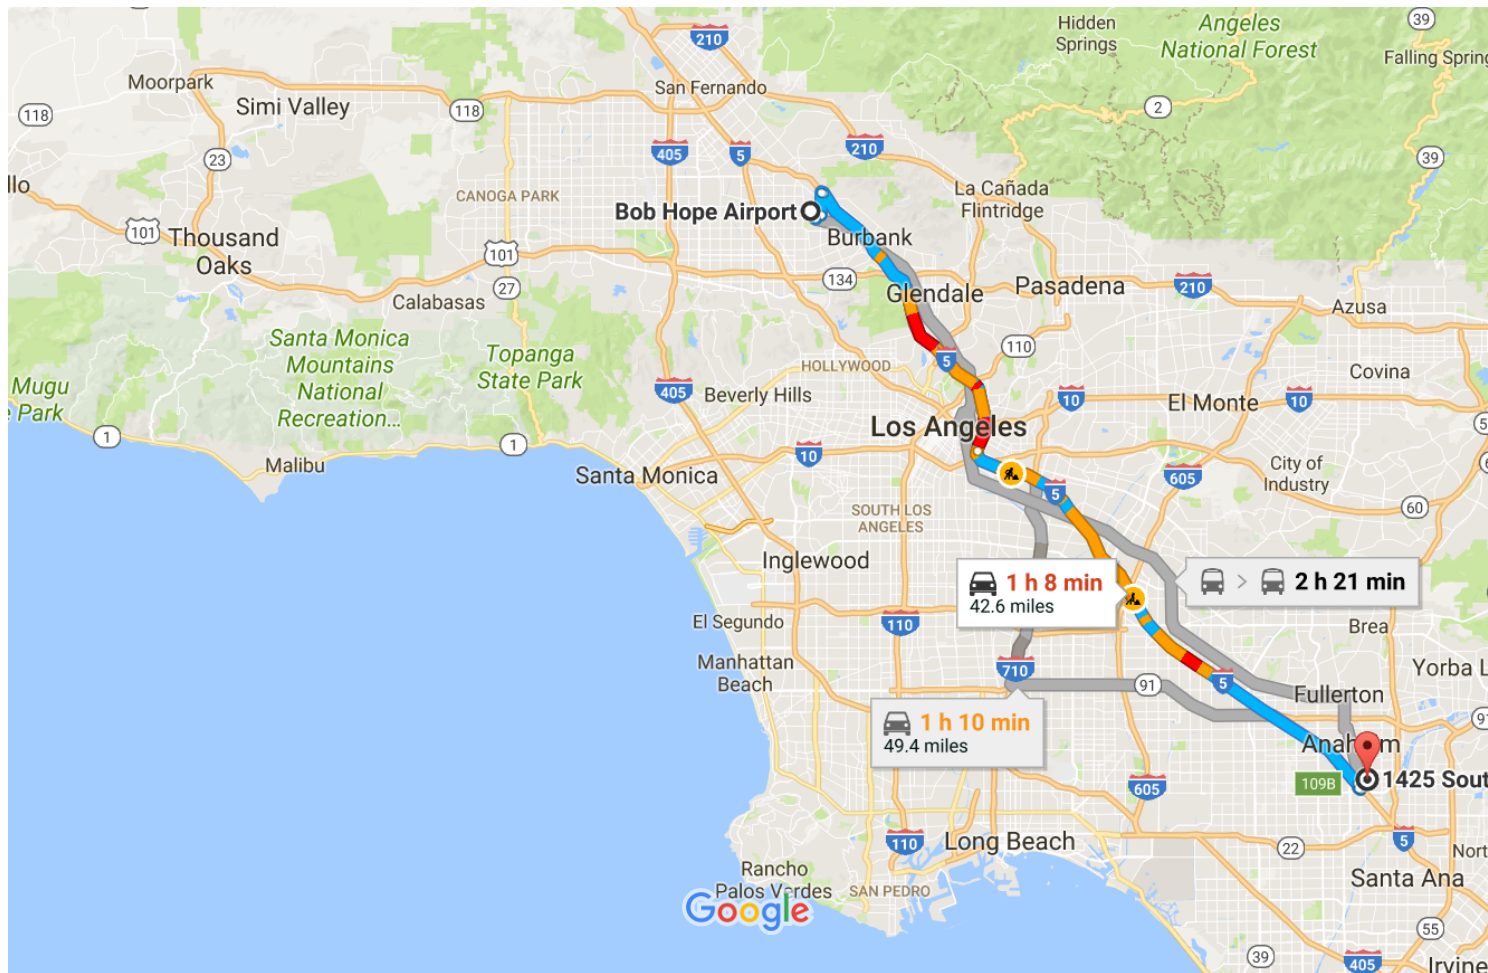 Hidden
Springs
Angeles
National Forest
39
Falling Spring
210
Moorpark
San Fernando
Simi Valley
118
118
2
405
5
210
23
39
llo
CANOGA PARK
La Cañada
Flintridge
Bob Hope Airport
101
Thousand
Oaks
101
Burbank
134
27
Glendale
Pasadena
210
Calabasas
Azusa
Santa Monica
Mountains
National
Recreation...
Topanga
State Park
110
5
HOLLYWOOD
Covina
Mugu
e Park
405
Beverly Hills
10
El Monte
10
1
1
Los Angeles
5
Malibu
10
Santa Monica
605
City of
Industry
6
5
60
SOUTH LOS
ANGELES
Inglewood
1 h 8 min
42.6 miles
2 h 21 min
El Segundo
110
Brea
Manhattan
Beach
710
91
5
Yorba L
Fullerton
1 h 10 min
49.4 miles
91
Anaheim
109B
1425 Sout
605
110
Long Beach
22
5
Nort
Rancho
Palos Verdes
SAN PEDRO
Santa Ana
Google
55
39
405
Irvine